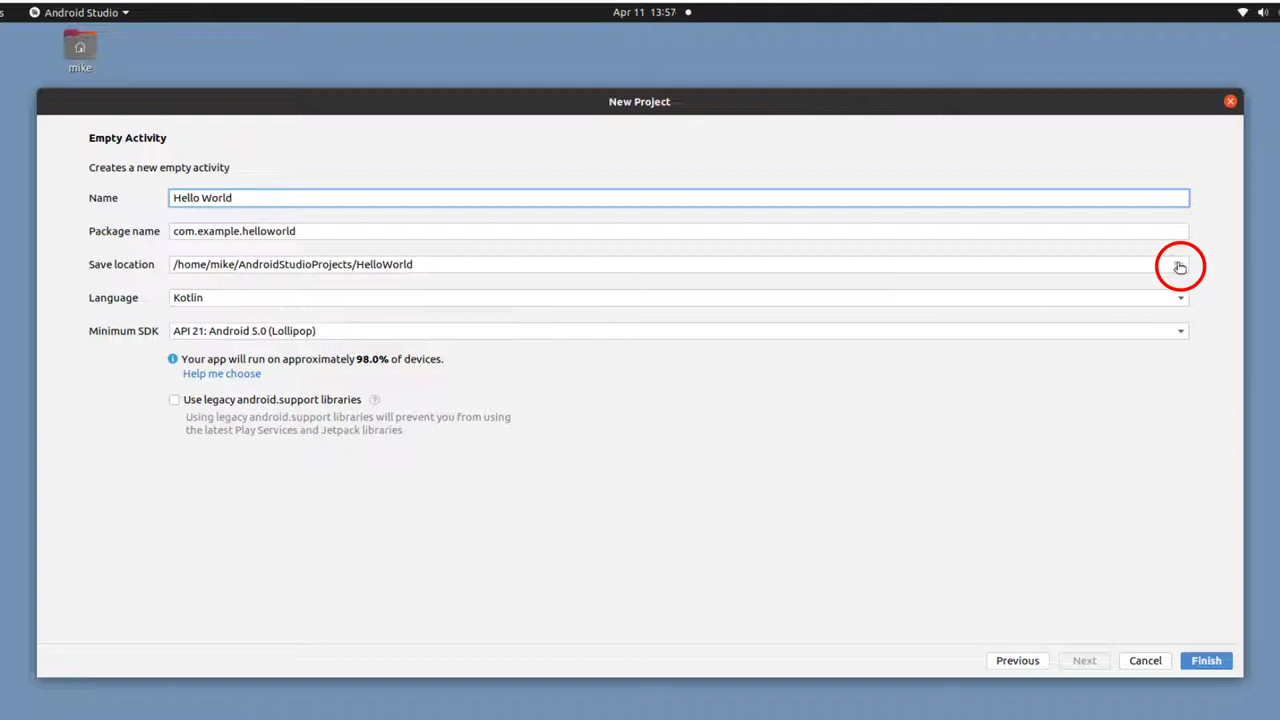 s Android Studio Apr 11 13:57
mike
New Project
Empty Activity
Creates a new empty activity
Name Hello World
Package name com.example.helloworld
Save location /home/mike/AndroidStudioProjects/HelloWorld
Language Kotlin
Minimum SDK API 21: Android 5.0 (Lollipop)
Your app will run on approximately 98.0% of devices.
Help me choose
Use legacy android.support libraries ?
Using legacy android.support libraries will prevent you from using
the latest Play Services and Jetpack libraries
Previous Next Cancel Finish